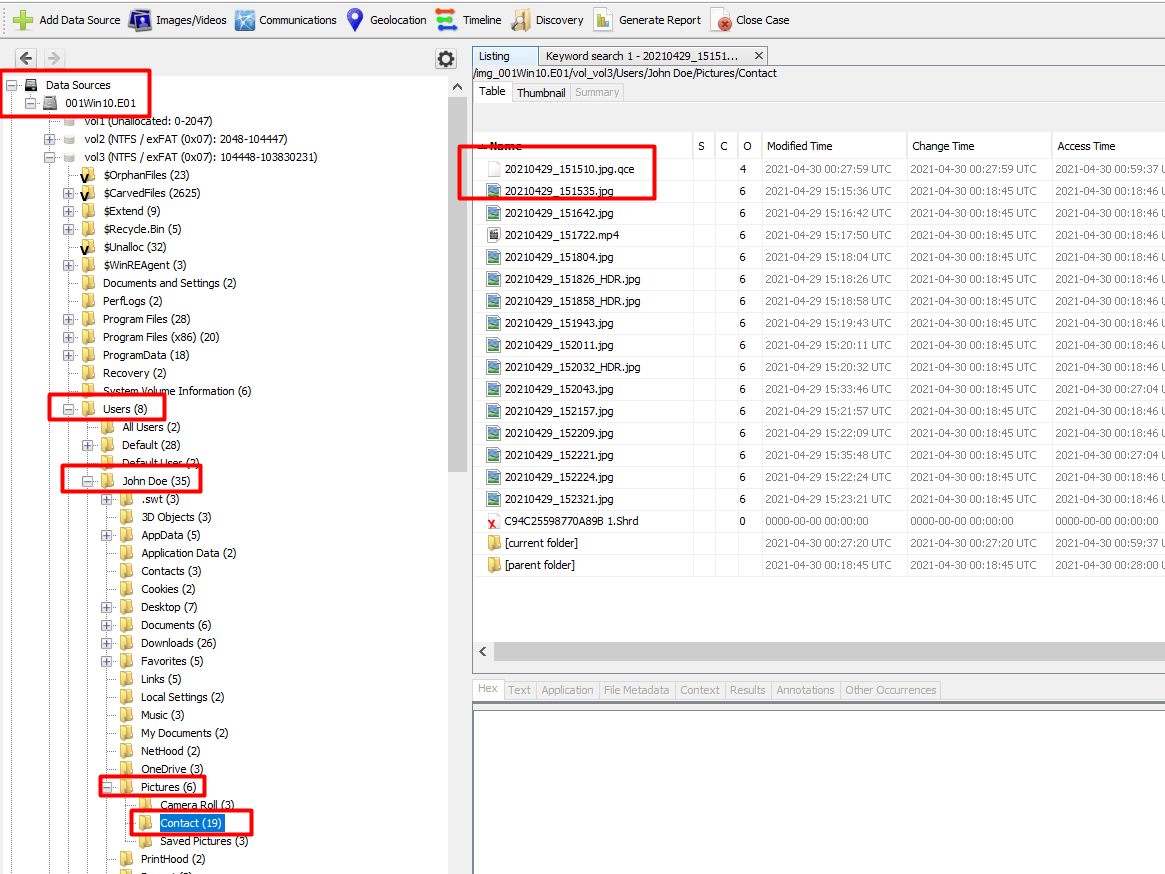 Add Data Source Images/Videos Communications Geolocation Timeline Discovery Generate Report Close Case
Data Sources
001Win10.E01
vol1 (Unallocated: 0-2047)
vol2 (NTFS / exFAT (0x07): 2048-104447)
vol3 (NTFS / exFAT (0x07): 104448-103830231)
$OrphanFiles (23)
$CarvedFiles (2625)
$Extend (9)
$Recycle.Bin (5)
$Unalloc (32)
$WinREAgent (3)
Documents and Settings (2)
PerfLogs (2)
Program Files (28)
Program Files (x86) (20)
ProgramData (18)
Recovery (2)
System Volume Information (6)
Users (8)
All Users (2)
Default (28)
Default User (2)
John Doe (35)
.swt (3)
3D Objects (3)
AppData (5)
Application Data (2)
Contacts (3)
Cookies (2)
Desktop (7)
Documents (6)
Downloads (26)
Favorites (5)
Links (5)
Local Settings (2)
Music (3)
My Documents (2)
NetHood (2)
OneDrive (3)
Pictures (6)
Camera Roll (3)
Contact (19)
Saved Pictures (3)
PrintHood (2)
Listing Keyword search 1 - 20210429_15151...
/img_001Win10.E01/vol_vol3/Users/John Doe/Pictures/Contact
Table Thumbnail Summary
Name S C O Modified Time Change Time Access Time
20210429_151510.jpg.qce 4 2021-04-30 00:27:59 UTC 2021-04-30 00:27:59 UTC 2021-04-30 00:59:37
20210429_151535.jpg 6 2021-04-29 15:15:36 UTC 2021-04-30 00:18:45 UTC 2021-04-30 00:18:46
20210429_151642.jpg 6 2021-04-29 15:16:42 UTC 2021-04-30 00:18:45 UTC 2021-04-30 00:18:46
20210429_151722.mp4 6 2021-04-29 15:17:50 UTC 2021-04-30 00:18:45 UTC 2021-04-30 00:18:46
20210429_151804.jpg 6 2021-04-29 15:18:04 UTC 2021-04-30 00:18:45 UTC 2021-04-30 00:18:46
20210429_151826_HDR.jpg 6 2021-04-29 15:18:26 UTC 2021-04-30 00:18:45 UTC 2021-04-30 00:18:46
20210429_151858_HDR.jpg 6 2021-04-29 15:18:58 UTC 2021-04-30 00:18:45 UTC 2021-04-30 00:18:46
20210429_151943.jpg 6 2021-04-29 15:19:43 UTC 2021-04-30 00:18:45 UTC 2021-04-30 00:18:46
20210429_152011.jpg 6 2021-04-29 15:20:11 UTC 2021-04-30 00:18:45 UTC 2021-04-30 00:18:46
20210429_152032_HDR.jpg 6 2021-04-29 15:20:32 UTC 2021-04-30 00:18:45 UTC 2021-04-30 00:18:46
20210429_152043.jpg 6 2021-04-29 15:33:46 UTC 2021-04-30 00:18:45 UTC 2021-04-30 00:27:04
20210429_152157.jpg 6 2021-04-29 15:21:57 UTC 2021-04-30 00:18:45 UTC 2021-04-30 00:18:46
20210429_152209.jpg 6 2021-04-29 15:22:09 UTC 2021-04-30 00:18:45 UTC 2021-04-30 00:18:46
20210429_152221.jpg 6 2021-04-29 15:35:48 UTC 2021-04-30 00:18:45 UTC 2021-04-30 00:27:04
20210429_152224.jpg 6 2021-04-29 15:22:24 UTC 2021-04-30 00:18:45 UTC 2021-04-30 00:18:46
20210429_152321.jpg 6 2021-04-29 15:23:21 UTC 2021-04-30 00:18:45 UTC 2021-04-30 00:18:46
C94C25598770A89B 1.Shrd 0 0000-00-00 00:00:00 0000-00-00 00:00:00 0000-00-00 00:00:00
[current folder] 2021-04-30 00:27:20 UTC 2021-04-30 00:27:20 UTC 2021-04-30 00:59:37
[parent folder] 2021-04-30 00:18:45 UTC 2021-04-30 00:18:45 UTC 2021-04-30 00:28:00
Hex Text Application File Metadata Context Results Annotations Other Occurrences